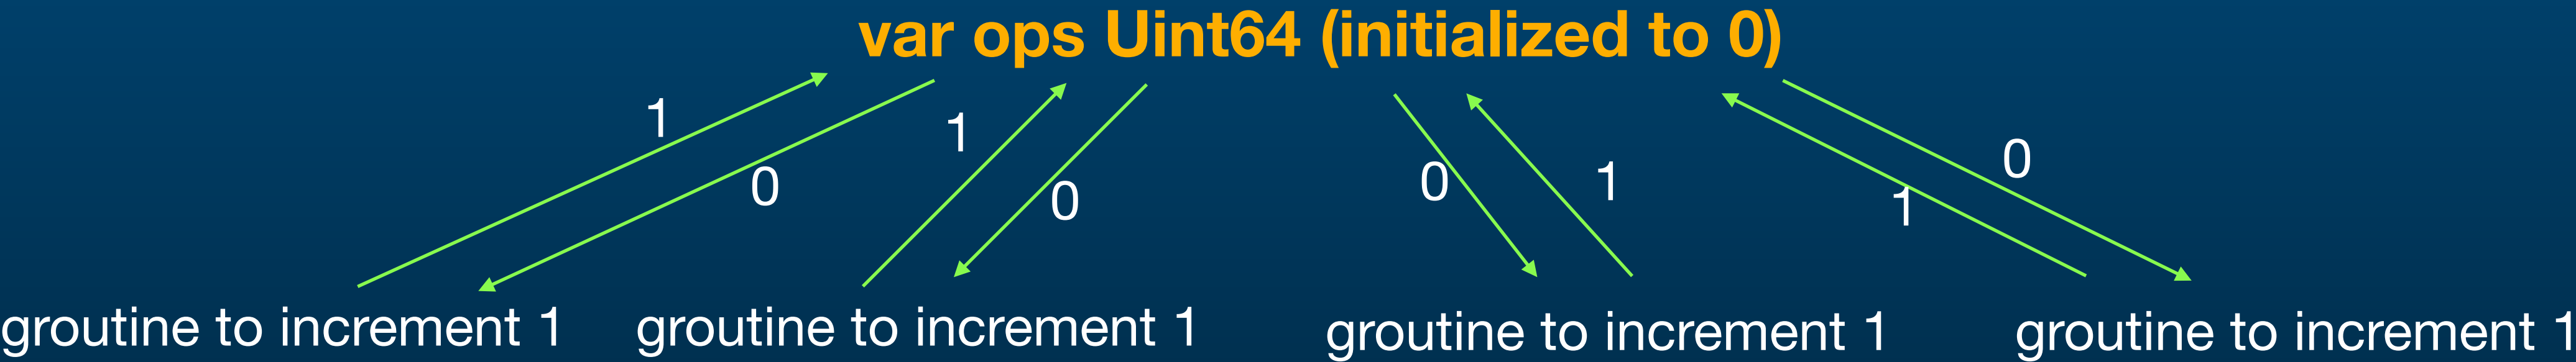 var ops Uint64 (initialized to 0)
1
0
1
0
0
1
1
0
groutine to increment 1
groutine to increment 1
groutine to increment 1
groutine to increment 1